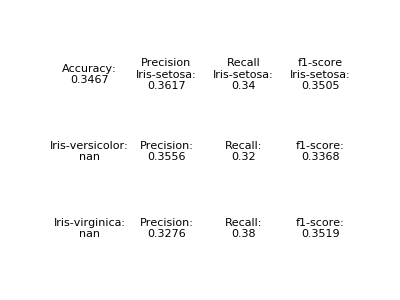 Accuracy:
0.3467
Precision
Iris-setosa:
0.3617
Recall
Iris-setosa:
0.34
f1-score
Iris-setosa:
0.3505
Iris-versicolor:
nan
Precision:
0.3556
Recall:
0.32
f1-score:
0.3368
Iris-virginica:
nan
Precision:
0.3276
Recall:
0.38
f1-score:
0.3519